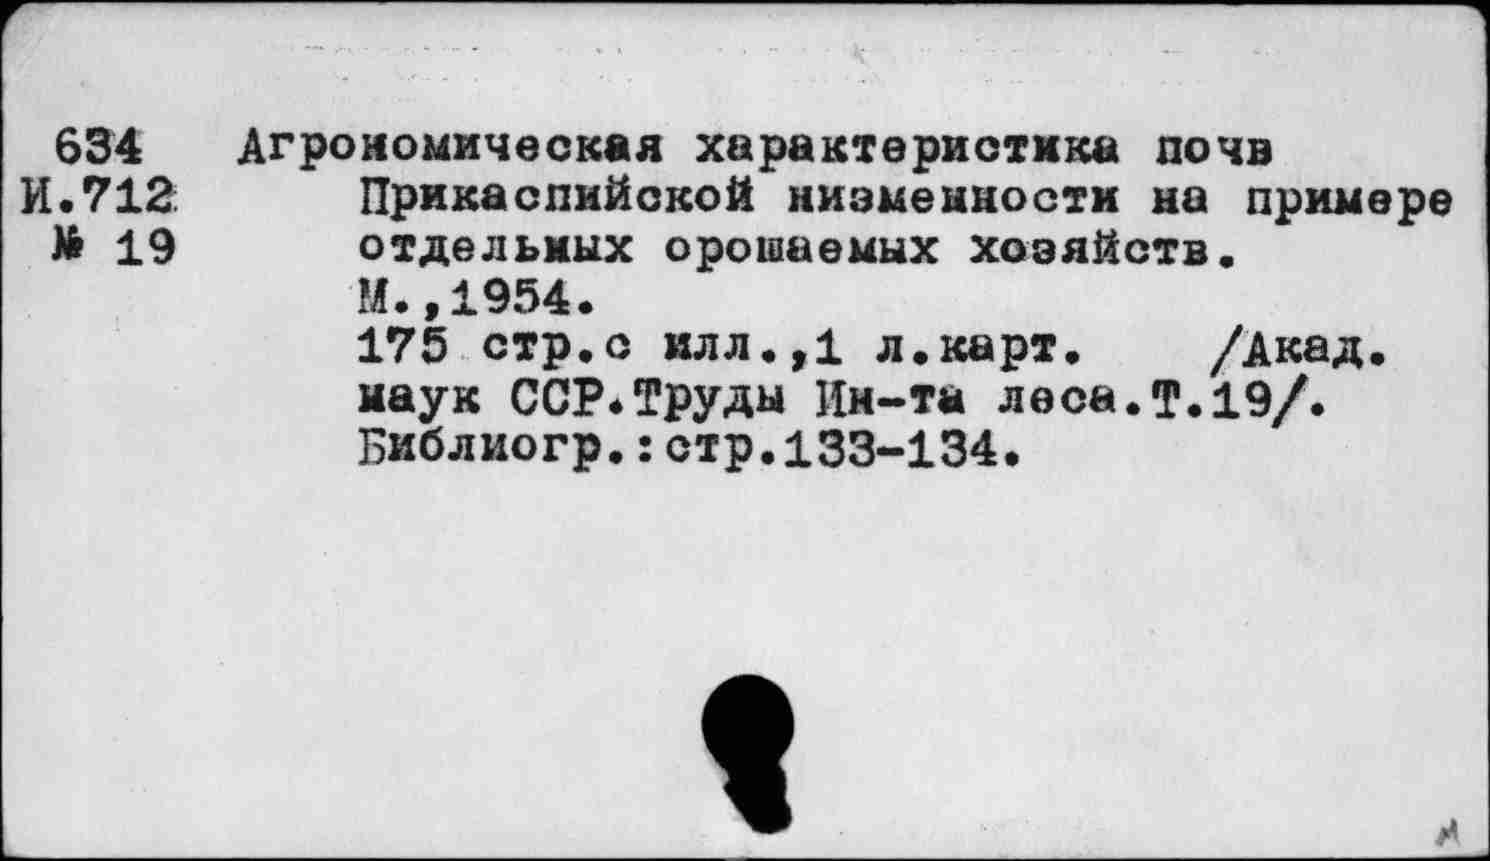 634 Агрономическая характеристика почв
И.712 Прикаспийской низменности на примере
№ 19 отдельных орошаемых хозяйств.
М.,1954.
175 стр.с илл.,1 л.карт. /Акад.
наук ССР.Труды Ин-та леса.Т.19/.
Библиогр.:стр.133-134.